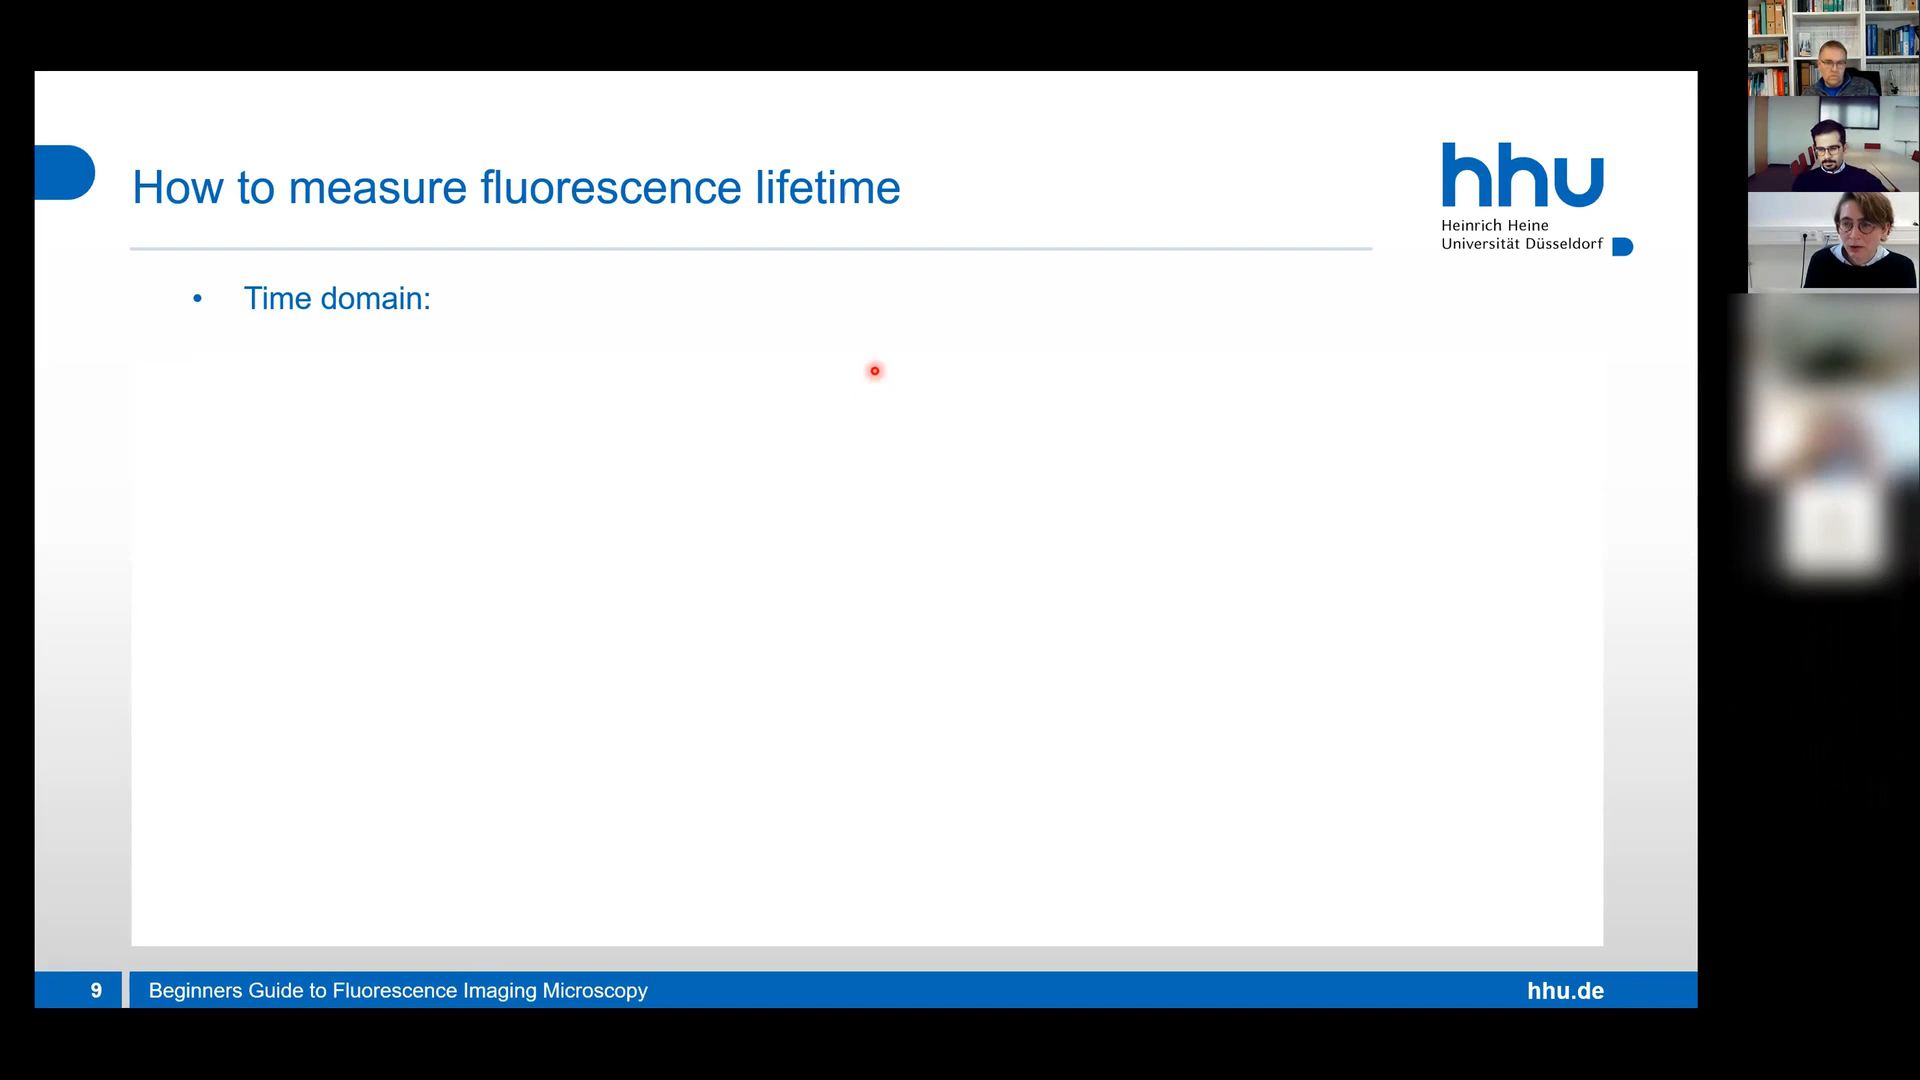 How to measure fluorescence lifetime
hhu
Heinrich Heine
Universität Düsseldorf
• Time domain:
9
Beginners Guide to Fluorescence Imaging Microscopy
hhu.de